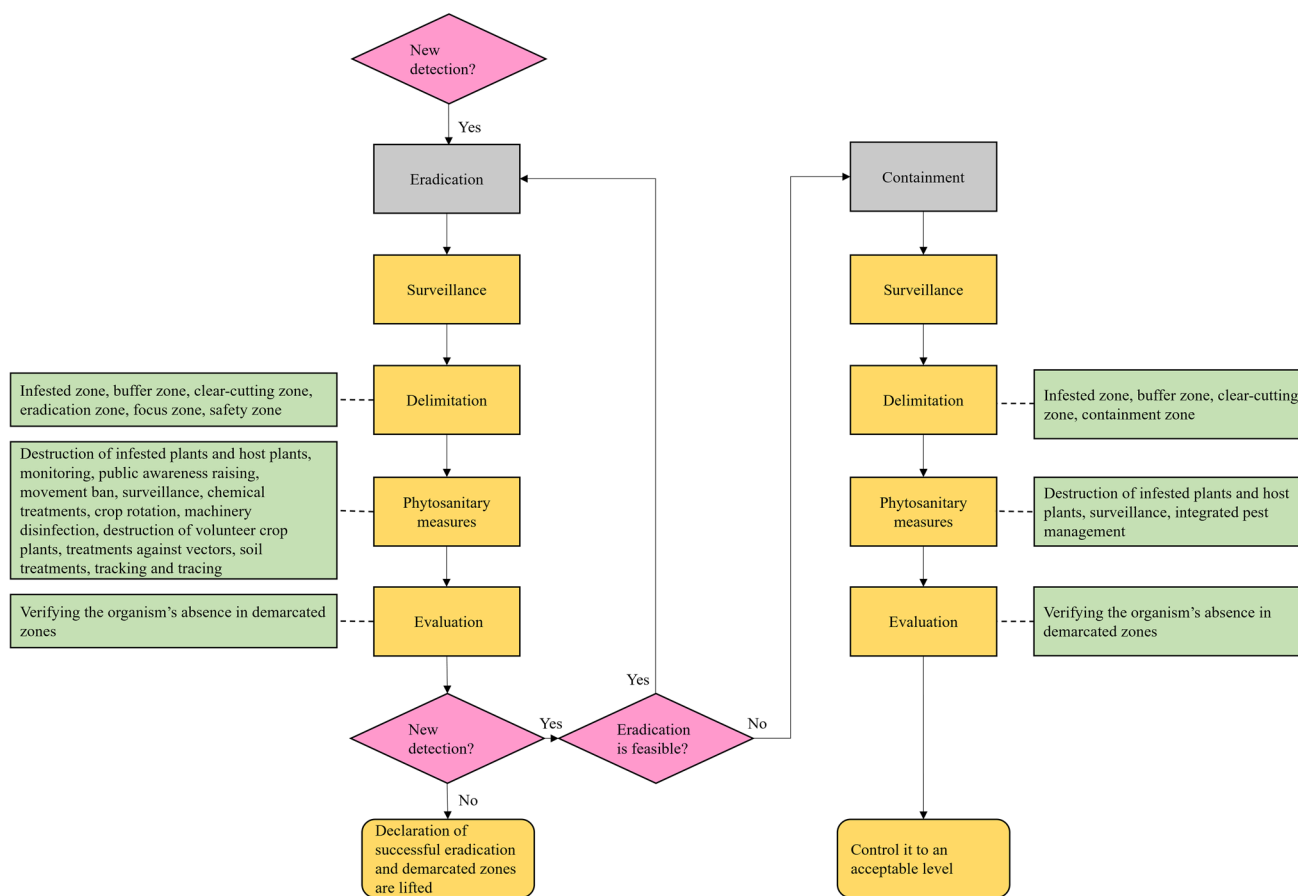 New
detection?
Yes
Eradication
Surveillance
Infested zone, buffer zone, clear-cutting zone,
eradication zone, focus zone, safety zone
Delimitation
Destruction of infested plants and host plants,
monitoring, public awareness raising,
movement ban, surveillance, chemical
treatments, crop rotation, machinery
disinfection, destruction of volunteer crop
plants, treatments against vectors, soil
treatments, tracking and tracing
Phytosanitary
measures
Verifying the organism’s absence in demarcated
zones
Evaluation
New
detection?
Yes
No
Declaration of
successful eradication
and demarcated zones
are lifted
Eradication
is feasible?
Yes
No
Containment
Surveillance
Delimitation
Infested zone, buffer zone, clear-cutting
zone, containment zone
Phytosanitary
measures
Destruction of infested plants and host
plants, surveillance, integrated pest
management
Evaluation
Verifying the organism’s absence in
demarcated zones
Control it to an
acceptable level